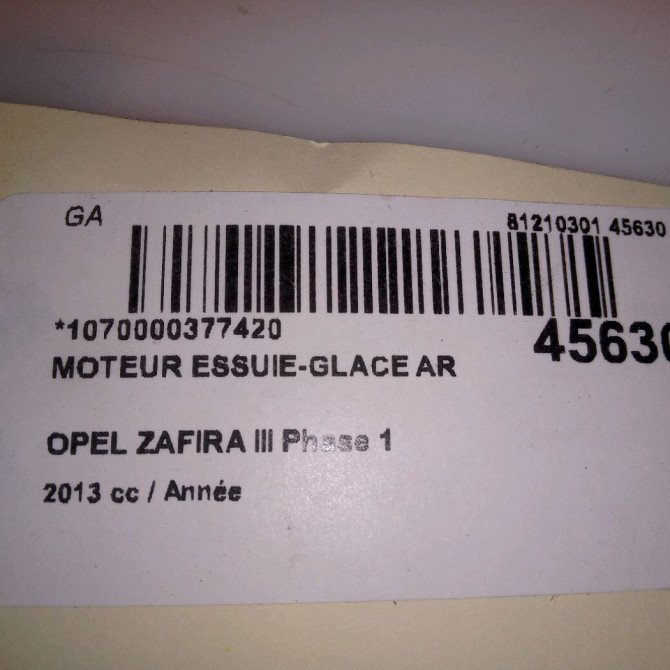 GA
81210301 45630
*1070000377420
45630
MOTEUR ESSUIE-GLACE AR
OPEL ZAFIRA III Phase 1
2013 cc / Année